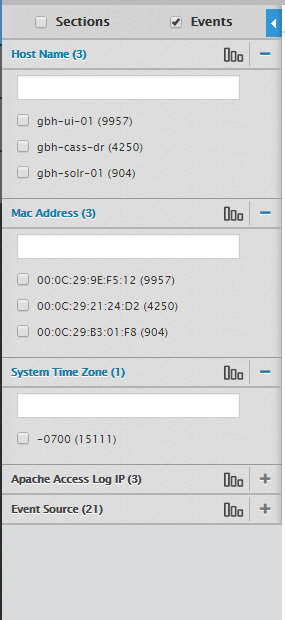 Sections Events
Host Name (3)
gbh-ui-01 (9957)
gbh-cass-dr (4250)
gbh-solr-01 (904)
Mac Address (3)
00:0C:29:9E:F5:12 (9957)
00:0C:29:21:24:D2 (4250)
00:0C:29:B3:01:F8 (904)
System Time Zone (1)
-0700 (15111)
Apache Access Log IP (3)
Event Source (21)